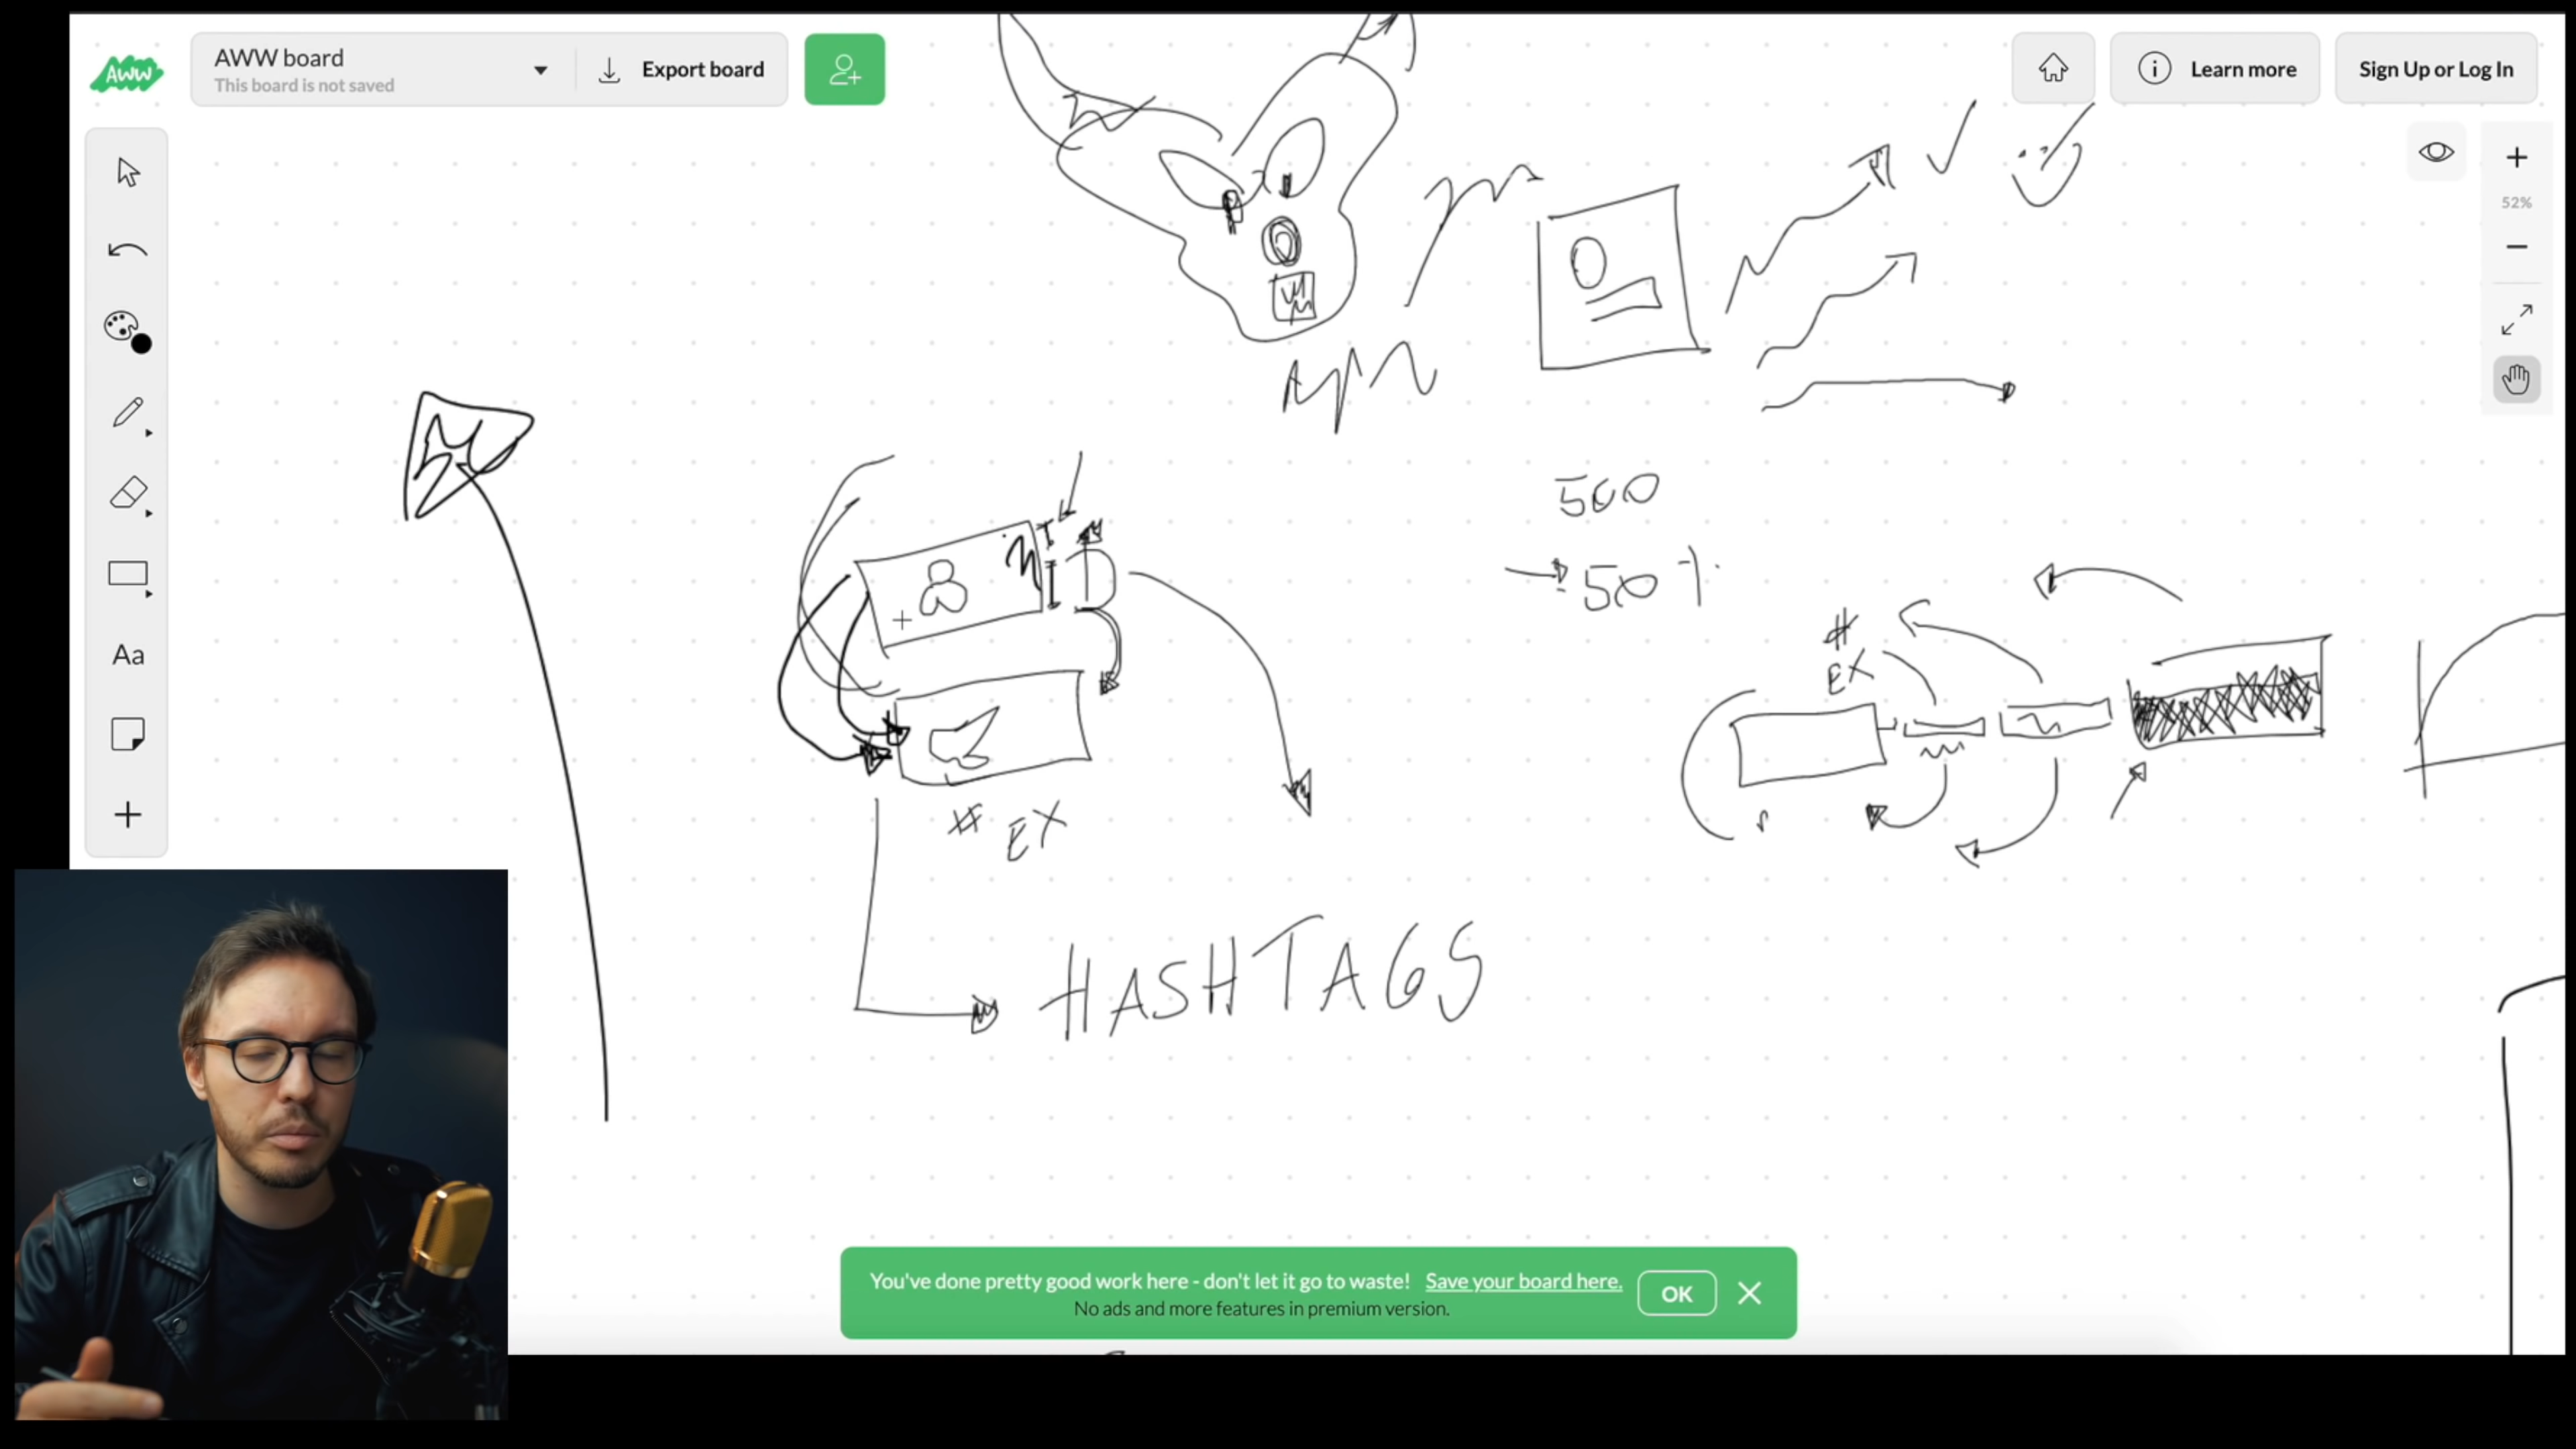 AWW
AWW board
This board is not saved
Export board
Learn more
Sign Up or Log In
52%
500
50 %
#
EX
# EX
HASHTAGS
Aa
You've done pretty good work here - don't let it go to waste! Save your board here.
OK
No ads and more features in premium version.